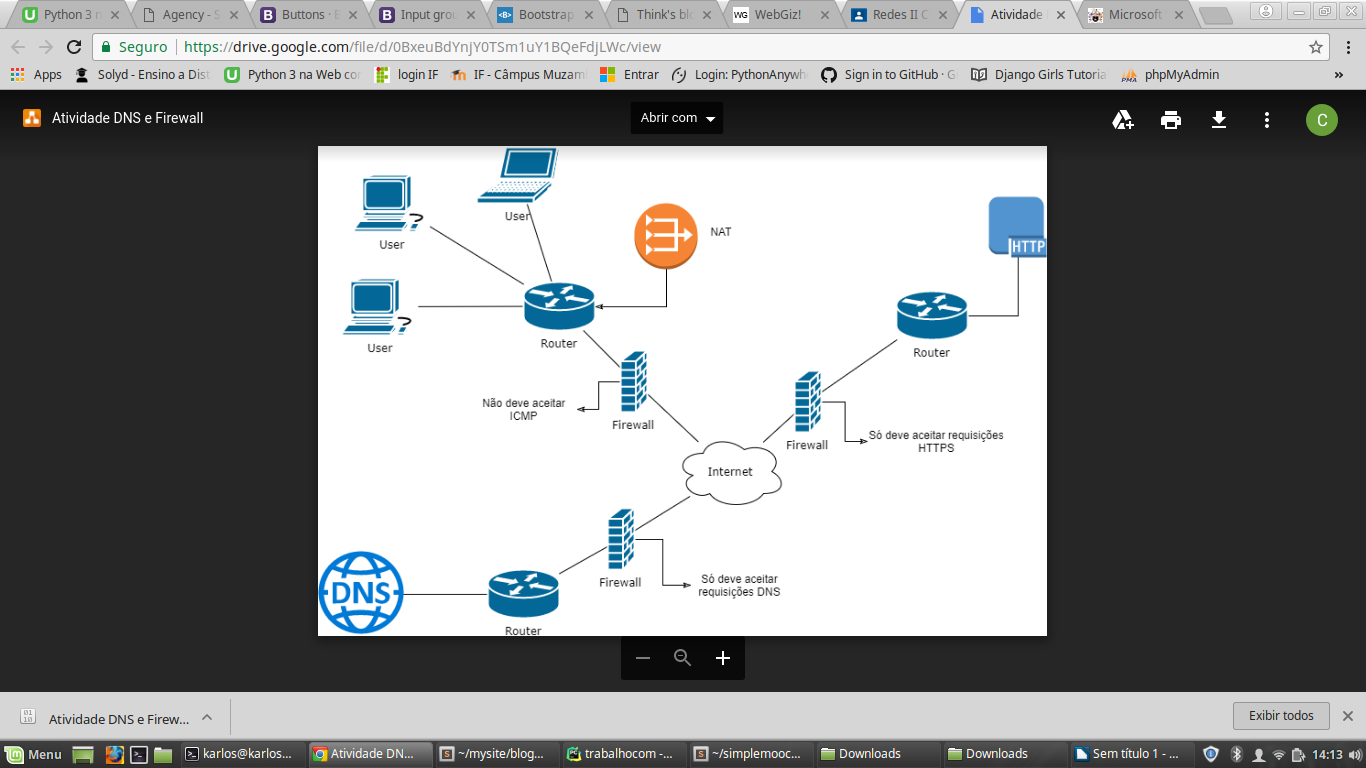 Python 3 n
Agency - S
Buttons · B
Input grou
Bootstrap
Think's blo
WebGiz!
Redes II C
Atividade
Microsoft
Seguro
https://drive.google.com/file/d/0BxeuBdYnjY0TSm1uY1BQeFdjLWc/view
Apps
Solyd - Ensino a Dist
Python 3 na Web co
login IF
IF - Câmpus Muzam
Entrar
Login: PythonAnywh
Sign in to GitHub · G
Django Girls Tutoria
phpMyAdmin
Atividade DNS e Firewall
Abrir com
C
User
User
User
NAT
HTTP
Router
Router
Não deve aceitar
ICMP
Firewall
Firewall
Só deve aceitar requisições
HTTPS
Internet
Firewall
Só deve aceitar
requisições DNS
DNS
Router
Atividade DNS e Firew...
Exibir todos
Menu
karlos@karlos...
Atividade DN...
~/mysite/blog...
trabalhocom -...
~/simplemooc...
Downloads
Downloads
Sem título 1 - ...
14:13